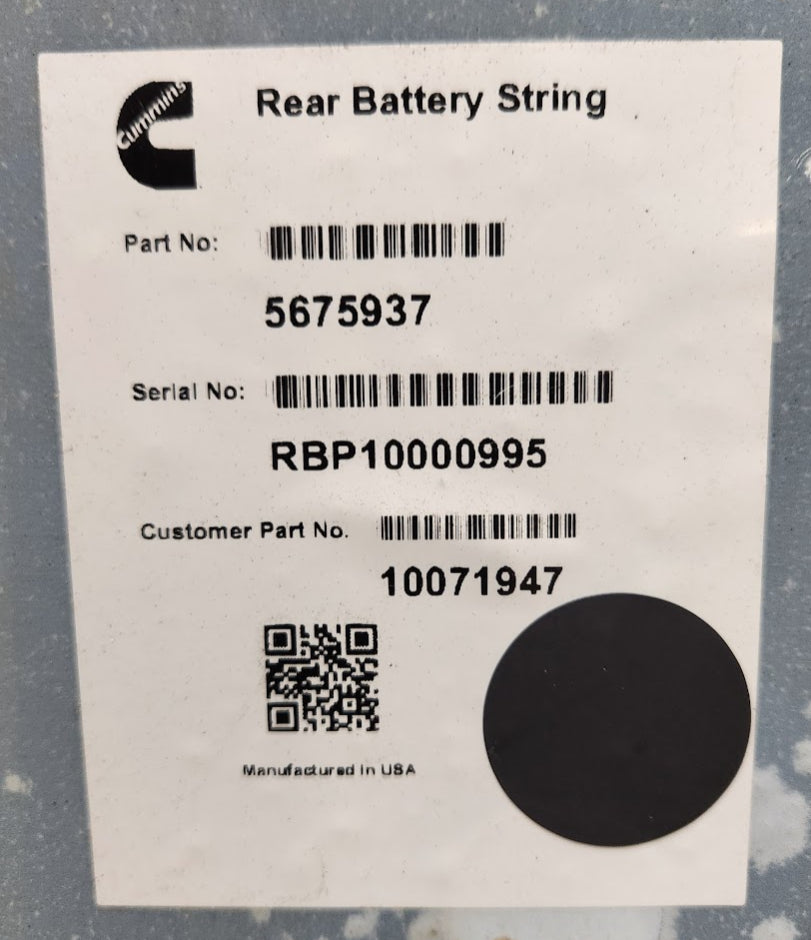 Cummins
Rear Battery String
Part No:
5675937
Serial No:
RBP10000995
Customer Part No.
10071947
Manufactured in USA